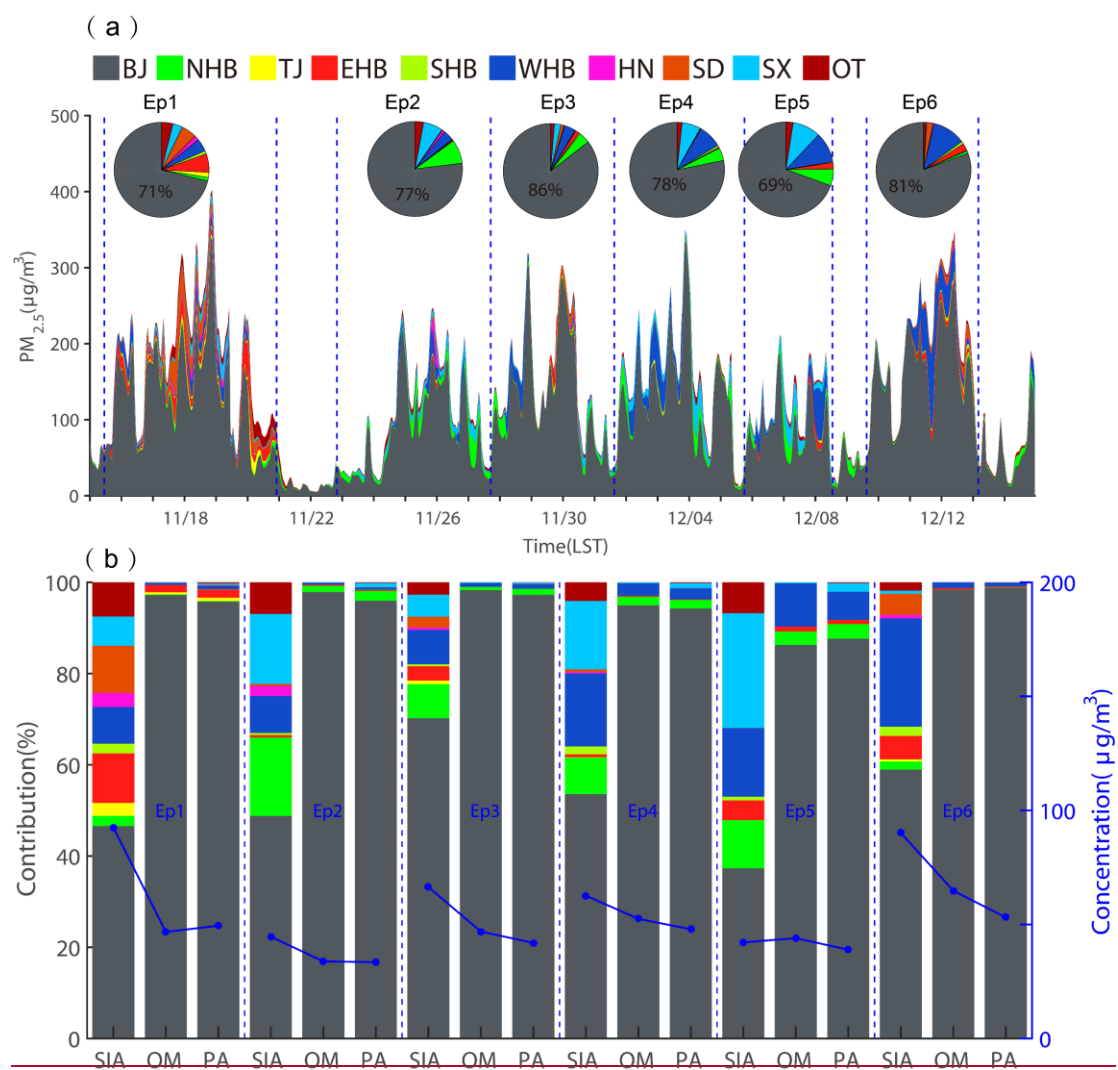 ( a )
BJ NHB TJ EHB SHB WHB HN SD SX OT
Ep1 Ep2 Ep3 Ep4 Ep5 Ep6
71% 77% 86% 78% 69% 81%
PM2.5(μg/m3)
500
400
300
200
100
0
11/18 11/22 11/26 11/30 12/04 12/08 12/12
Time(LST)
( b )
Contribution(%)
100
80
60
40
20
0
Ep1 Ep2 Ep3 Ep4 Ep5 Ep6
200
100
0
Concentration( μg/m3)
SIA OM PA SIA OM PA SIA OM PA SIA OM PA SIA OM PA SIA OM PA